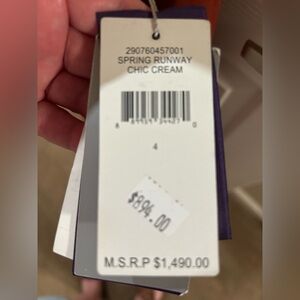 290760457001
SPRING RUNWAY
CHIC CREAM
4
$894.00
M.S.R.P $1,490.00